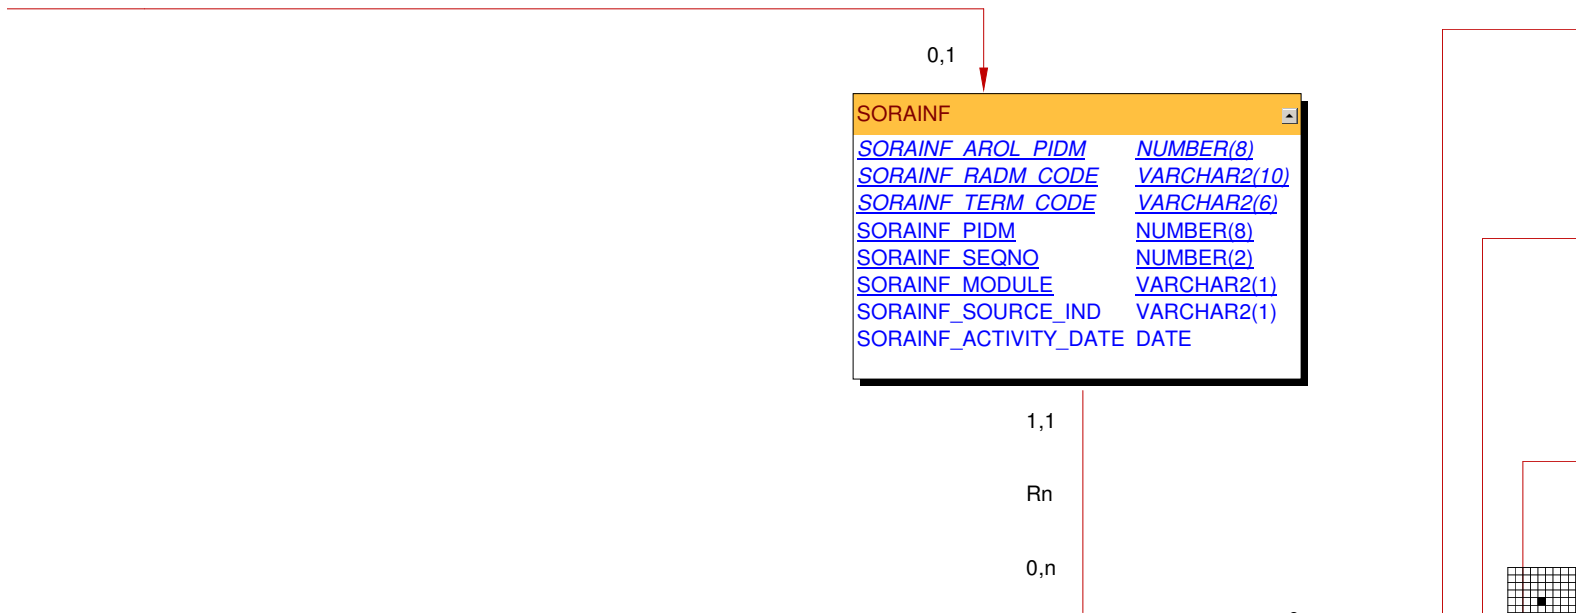 0,1
SORAINF
SORAINF_AROL_PIDM NUMBER(8)
SORAINF_RADM_CODE VARCHAR2(10)
SORAINF_TERM_CODE VARCHAR2(6)
SORAINF_PIDM NUMBER(8)
SORAINF_SEQNO NUMBER(2)
SORAINF_MODULE VARCHAR2(1)
SORAINF_SOURCE_IND VARCHAR2(1)
SORAINF_ACTIVITY_DATE DATE
1,1
Rn
0,n